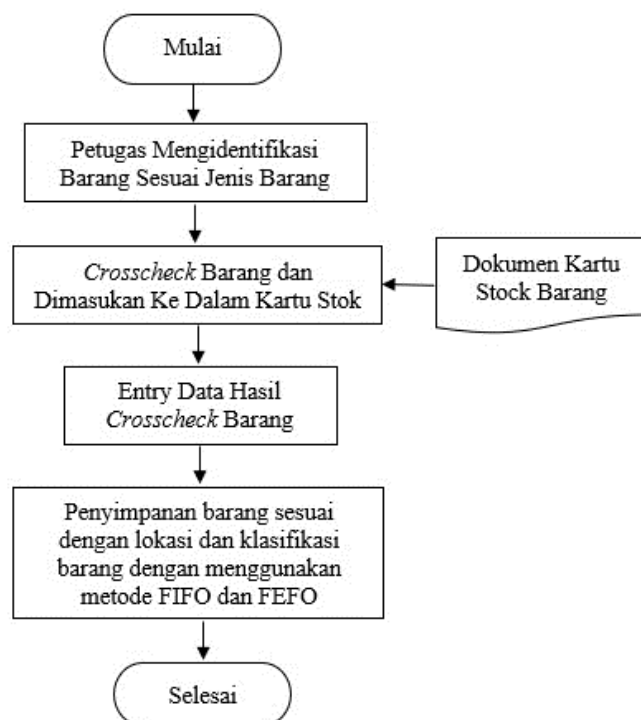 Mulai
Petugas Mengidentifikasi
Barang Sesuai Jenis Barang
Crosscheck Barang dan
Dimasukan Ke Dalam Kartu Stok
Dokumen Kartu
Stock Barang
Entry Data Hasil
Crosscheck Barang
Penyimpanan barang sesuai
dengan lokasi dan klasifikasi
barang dengan menggunakan
metode FIFO dan FEFO
Selesai